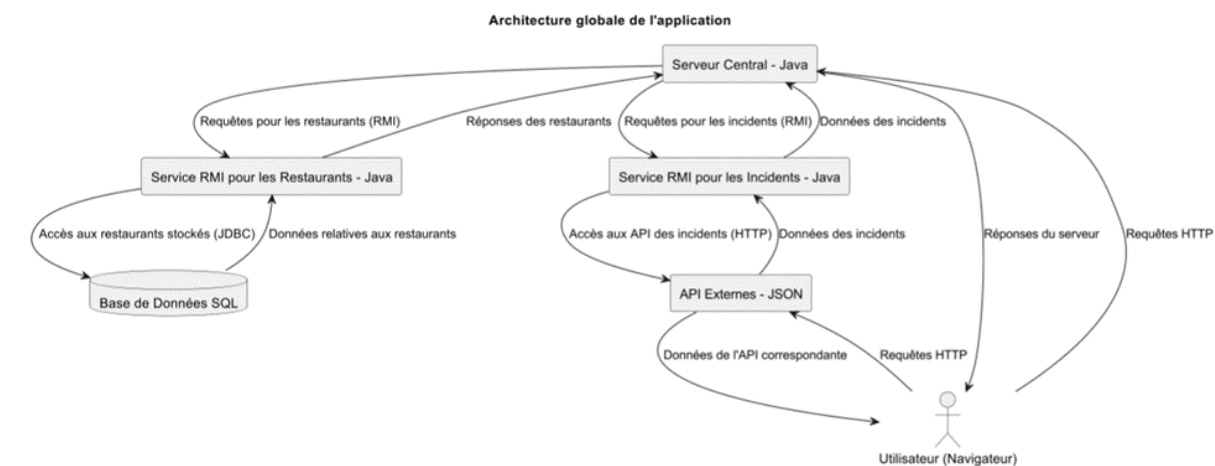 Architecture globale de l'application
Serveur Central - Java
Requêtes pour les restaurants (RMI)
Réponses des restaurants
Requêtes pour les incidents (RMI)
Données des incidents
Service RMI pour les Restaurants - Java
Service RMI pour les Incidents - Java
Accès aux restaurants stockés (JDBC)
Données relatives aux restaurants
Accès aux API des incidents (HTTP)
Données des incidents
Réponses du serveur
Requêtes HTTP
Base de Données SQL
API Externes - JSON
Données de l'API correspondante
Requêtes HTTP
Utilisateur (Navigateur)